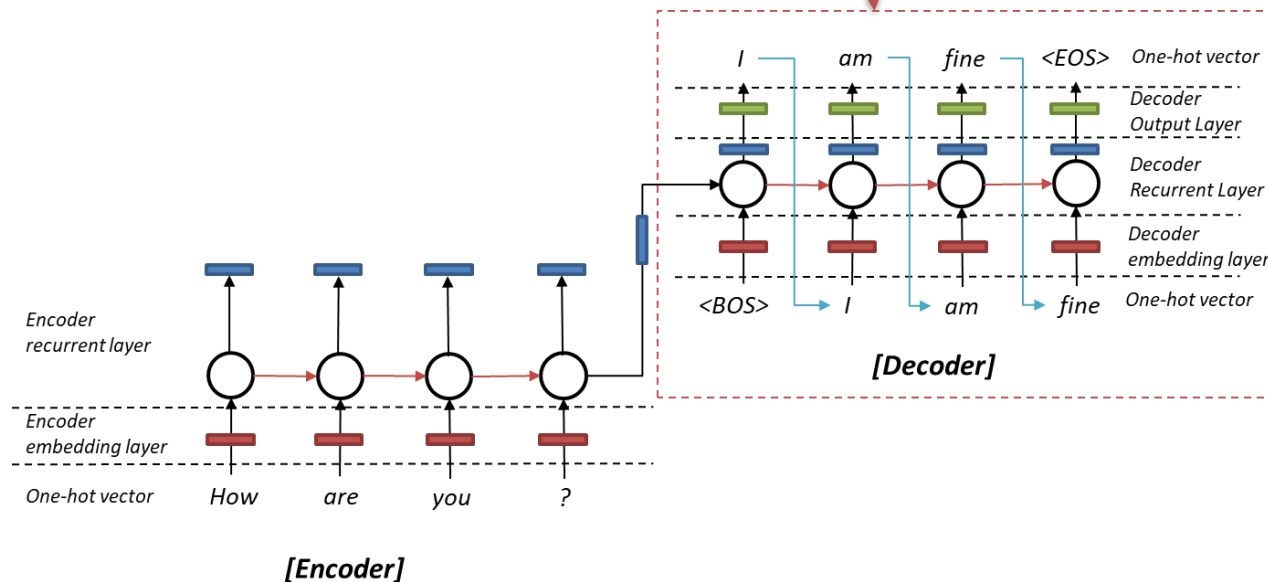 I am fine <EOS> One-hot vector
Decoder
Output Layer
Decoder
Recurrent Layer
Decoder
embedding layer
<BOS> I am fine One-hot vector
[Decoder]
Encoder
recurrent layer
Encoder
embedding layer
One-hot vector How are you ?
[Encoder]